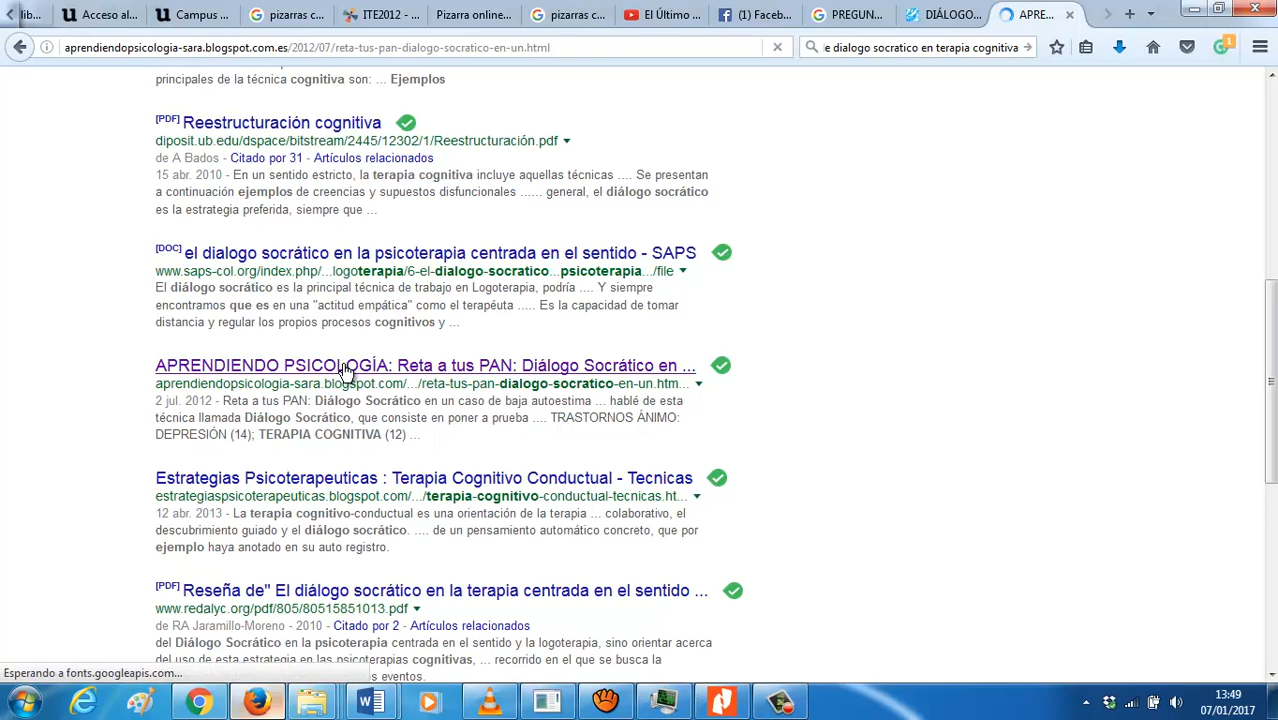 lib...
Acceso al...
Campus ...
pizarras c...
ITE2012 - ...
Pizarra online...
pizarras c...
El Último ...
(1) Faceb...
PREGUN...
DIÁLOGO...
APRE...
aprendiendopsicologia-sara.blogspot.com.es/2012/07/reta-tus-pan-dialogo-socratico-en-un.html
e dialogo socratico en terapia cognitiva
1
principales de la técnica cognitiva son: ... Ejemplos
[PDF] Reestructuración cognitiva
diposit.ub.edu/dspace/bitstream/2445/12302/1/Reestructuración.pdf
de A Bados - Citado por 31 - Artículos relacionados
15 abr. 2010 - En un sentido estricto, la terapia cognitiva incluye aquellas técnicas .... Se presentan
a continuación ejemplos de creencias y supuestos disfuncionales ...... general, el diálogo socrático
es la estrategia preferida, siempre que ...
[DOC] el dialogo socrático en la psicoterapia centrada en el sentido - SAPS
www.saps-col.org/index.php/...logoterapia/6-el-dialogo-socratico...psicoterapia.../file
El diálogo socrático es la principal técnica de trabajo en Logoterapia, podría .... Y siempre
encontramos que es en una "actitud empática" como el terapéuta ..... Es la capacidad de tomar
distancia y regular los propios procesos cognitivos y ...
APRENDIENDO PSICOLOGÍA: Reta a tus PAN: Diálogo Socrático en ...
aprendiendopsicologia-sara.blogspot.com/.../reta-tus-pan-dialogo-socratico-en-un.htm...
2 jul. 2012 - Reta a tus PAN: Diálogo Socrático en un caso de baja autoestima ... hablé de esta
técnica llamada Diálogo Socrático, que consiste en poner a prueba .... TRASTORNOS ÁNIMO:
DEPRESIÓN (14); TERAPIA COGNITIVA (12) ...
Estrategias Psicoterapeuticas : Terapia Cognitivo Conductual - Tecnicas
estrategiaspsicoterapeuticas.blogspot.com/.../terapia-cognitivo-conductual-tecnicas.ht...
12 abr. 2013 - La terapia cognitivo-conductual es una orientación de la terapia ... colaborativo, el
descubrimiento guiado y el diálogo socrático. .... de un pensamiento automático concreto, que por
ejemplo haya anotado en su auto registro.
[PDF] Reseña de" El diálogo socrático en la terapia centrada en el sentido ...
www.redalyc.org/pdf/805/80515851013.pdf
de RA Jaramillo-Moreno - 2010 - Citado por 2 - Artículos relacionados
del Diálogo Socrático en la psicoterapia centrada en el sentido y la logoterapia, sino orientar acerca
del uso de esta estrategia en las psicoterapias cognitivas, ... recorrido en el que se busca la
s eventos.
Esperando a fonts.googleapis.com...
13:49
07/01/2017